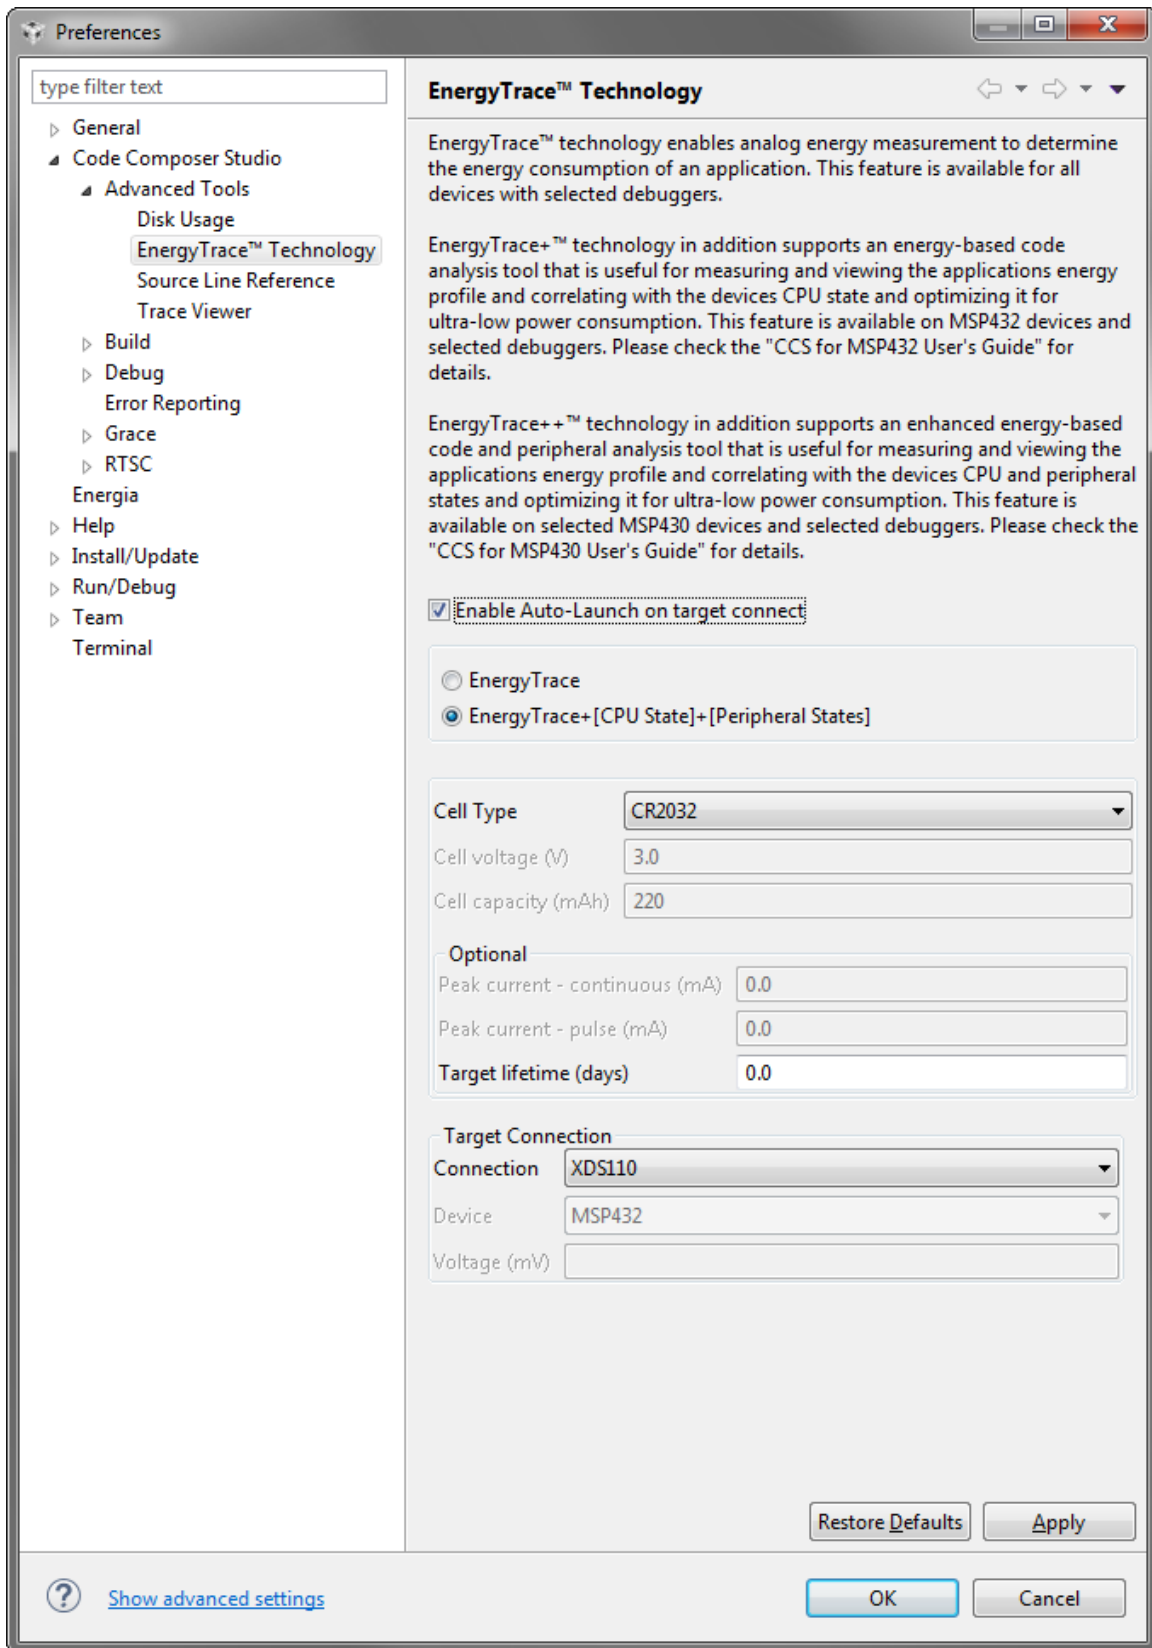 Preferences
type filter text
General
Code Composer Studio
Advanced Tools
Disk Usage
EnergyTrace™ Technology
Source Line Reference
Trace Viewer
Build
Debug
Error Reporting
Grace
RTSC
Energia
Help
Install/Update
Run/Debug
Team
Terminal
EnergyTrace™ Technology
EnergyTrace™ technology enables analog energy measurement to determine
the energy consumption of an application. This feature is available for all
devices with selected debuggers.
EnergyTrace+™ technology in addition supports an energy-based code
analysis tool that is useful for measuring and viewing the applications energy
profile and correlating with the devices CPU state and optimizing it for
ultra-low power consumption. This feature is available on MSP432 devices and
selected debuggers. Please check the "CCS for MSP432 User's Guide" for
details.
EnergyTrace++™ technology in addition supports an enhanced energy-based
code and peripheral analysis tool that is useful for measuring and viewing the
applications energy profile and correlating with the devices CPU and peripheral
states and optimizing it for ultra-low power consumption. This feature is
available on selected MSP430 devices and selected debuggers. Please check the
"CCS for MSP430 User's Guide" for details.
Enable Auto-Launch on target connect
EnergyTrace
EnergyTrace+[CPU State]+[Peripheral States]
Cell Type CR2032
Cell voltage (V) 3.0
Cell capacity (mAh) 220
Optional
Peak current - continuous (mA) 0.0
Peak current - pulse (mA) 0.0
Target lifetime (days) 0.0
Target Connection
Connection XDS110
Device MSP432
Voltage (mV)
Restore Defaults Apply
? Show advanced settings OK Cancel